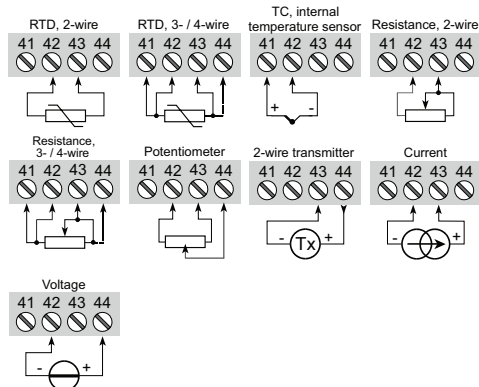 RTD, 2-wire
41 42 43 44
RTD, 3- / 4-wire
41 42 43 44
TC, internal
temperature sensor
41 42 43 44
+ -
Resistance, 2-wire
41 42 43 44
Resistance,
3- / 4-wire
41 42 43 44
Potentiometer
41 42 43 44
2-wire transmitter
41 42 43 44
- Tx +
Current
41 42 43 44
- +
Voltage
41 42 43 44
- +